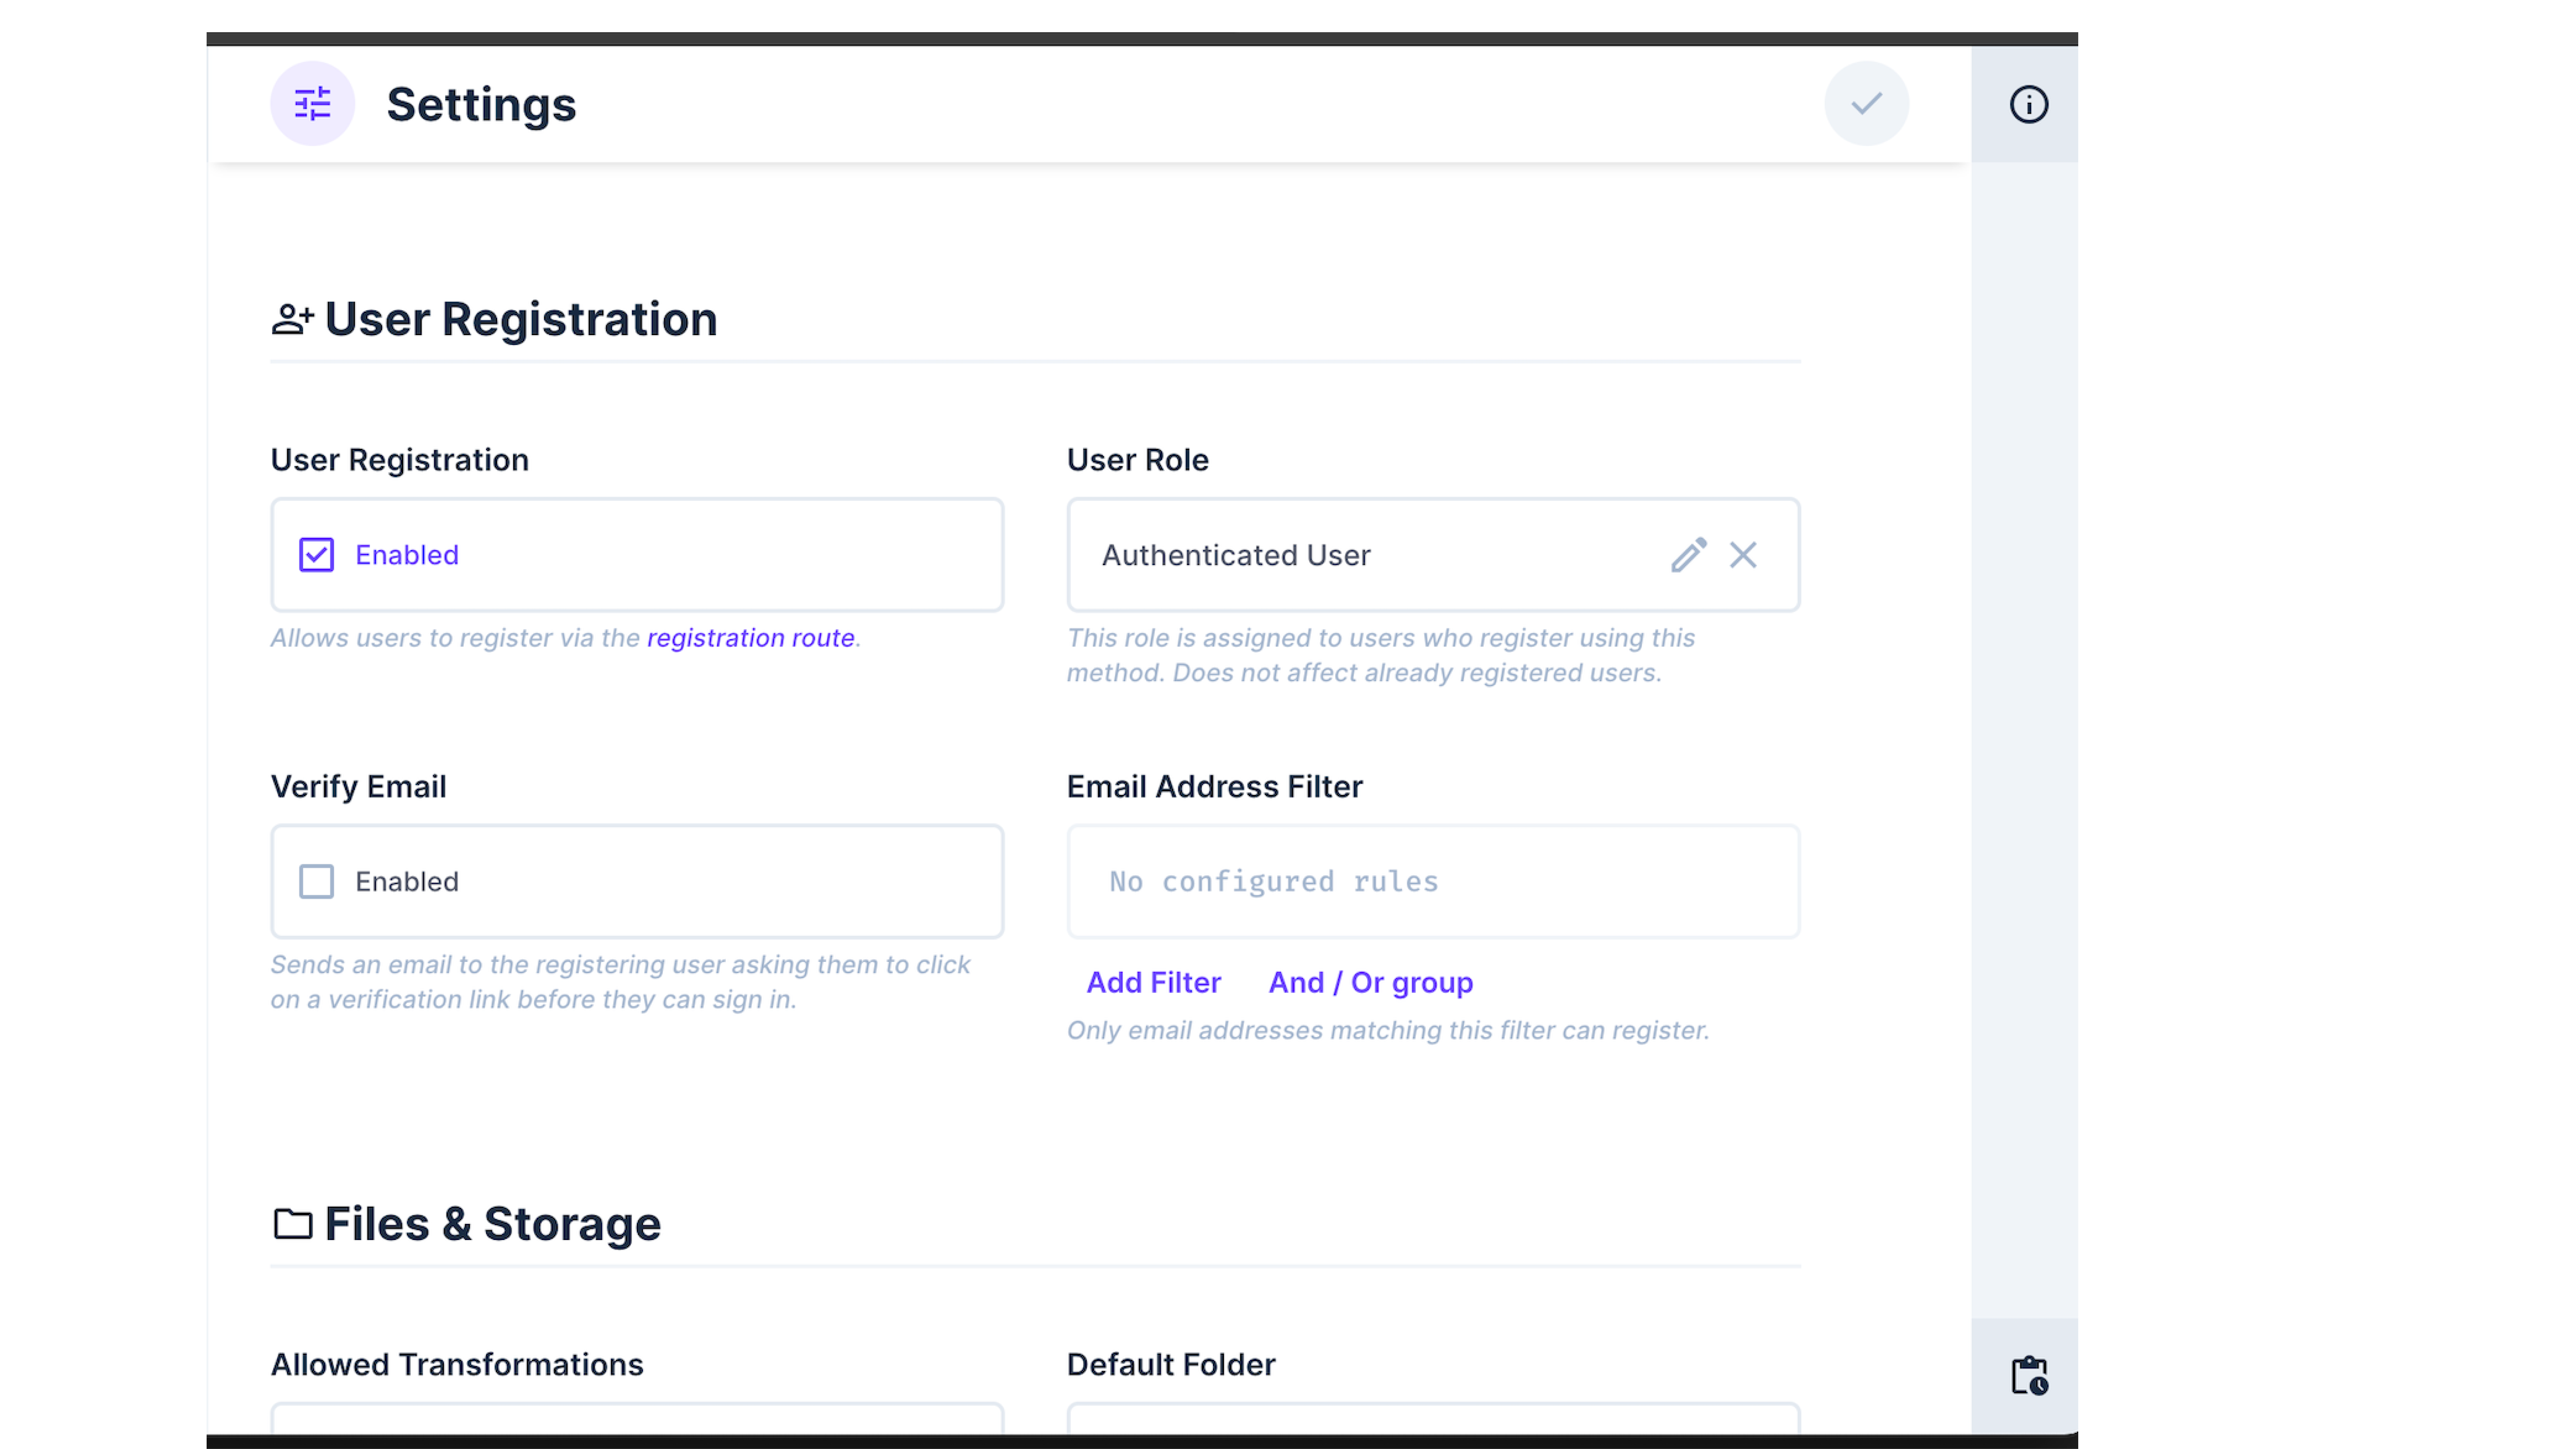 Settings
User Registration
User Registration
Enabled
Allows users to register via the registration route.
User Role
Authenticated User
This role is assigned to users who register using this
method. Does not affect already registered users.
Verify Email
Enabled
Sends an email to the registering user asking them to click
on a verification link before they can sign in.
Email Address Filter
No configured rules
Add Filter And / Or group
Only email addresses matching this filter can register.
Files & Storage
Allowed Transformations
Default Folder